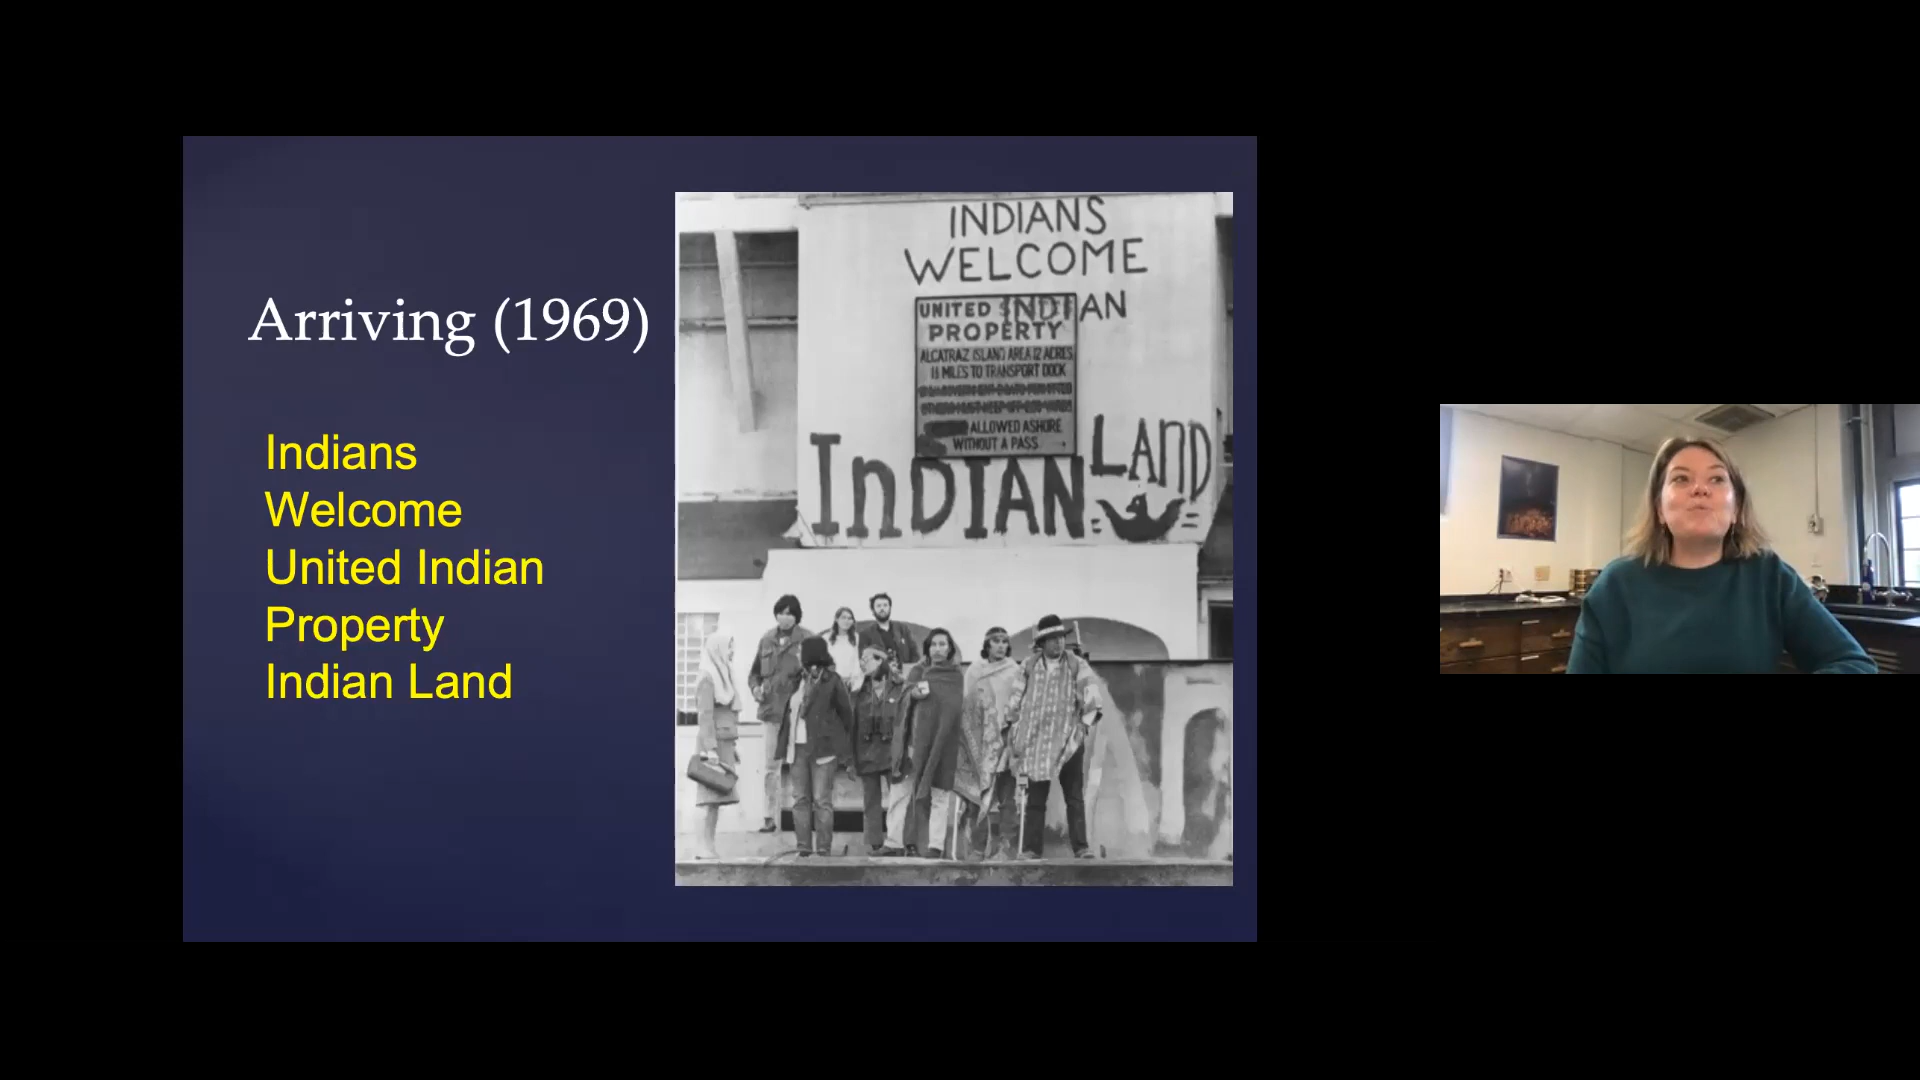 Arriving (1969)
Indians
Welcome
United Indian
Property
Indian Land
INDIANS
WELCOME
UNITED INDIAN
PROPERTY
ALCATRAZ ISLAND AREA 12 ACRES
1½ MILES TO TRANSPORT DOCK
ALLOWED ASHORE
WITHOUT A PASS
INDIAN LAND